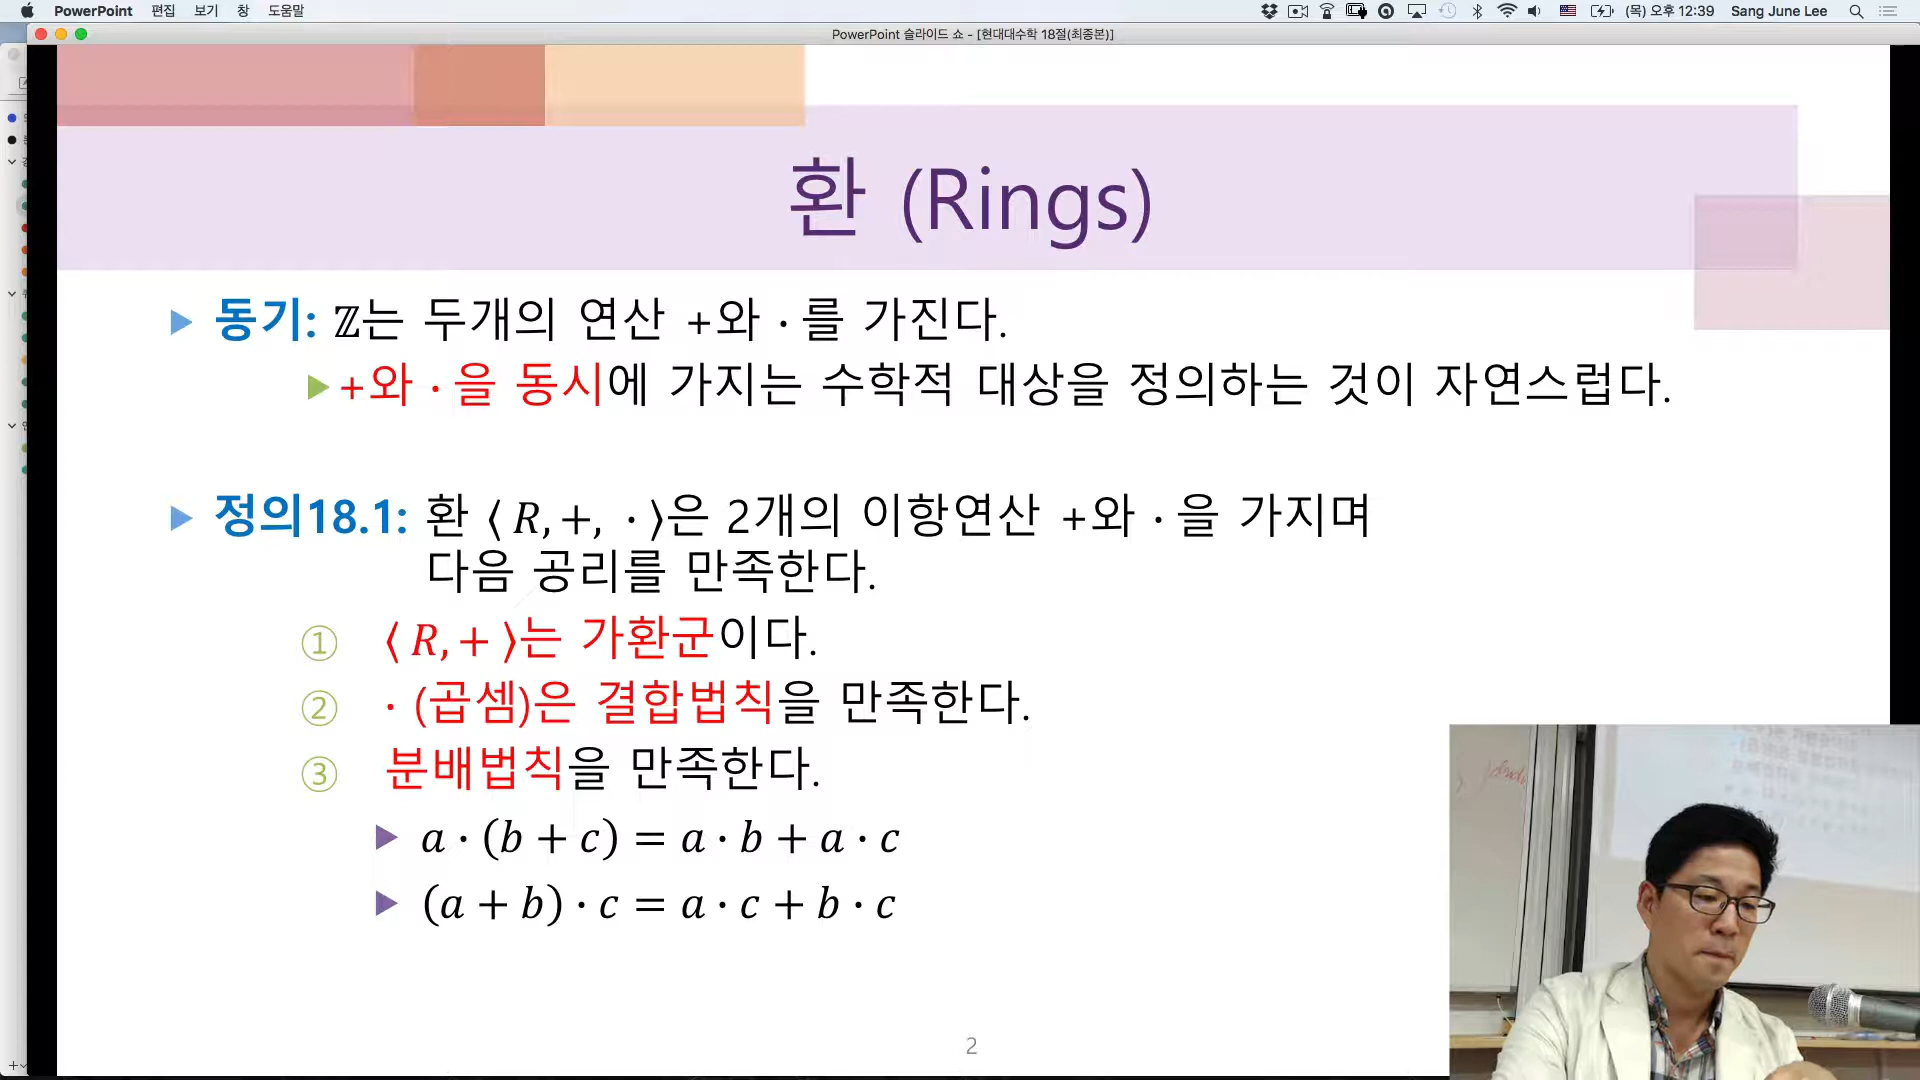 PowerPoint 편집 보기 창 도움말 (목) 오후 12:39 Sang June Lee
PowerPoint 슬라이드 쇼 - [현대대수학 18절(최종본)]
환 (Rings)
동기: ℤ는 두개의 연산 +와 ·를 가진다.
+와 ·을 동시에 가지는 수학적 대상을 정의하는 것이 자연스럽다.
정의18.1: 환 ⟨R,+, ·⟩은 2개의 이항연산 +와 ·을 가지며
다음 공리를 만족한다.
① ⟨R,+⟩는 가환군이다.
② · (곱셈)은 결합법칙을 만족한다.
③ 분배법칙을 만족한다.
a · (b + c) = a · b + a · c
(a + b) · c = a · c + b · c
2